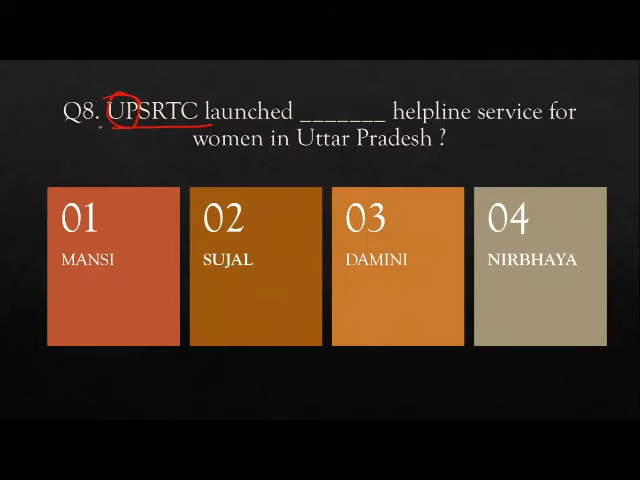 Q8. UPSRTC launched _______ helpline service for
women in Uttar Pradesh ?
01
MANSI
02
SUJAL
03
DAMINI
04
NIRBHAYA